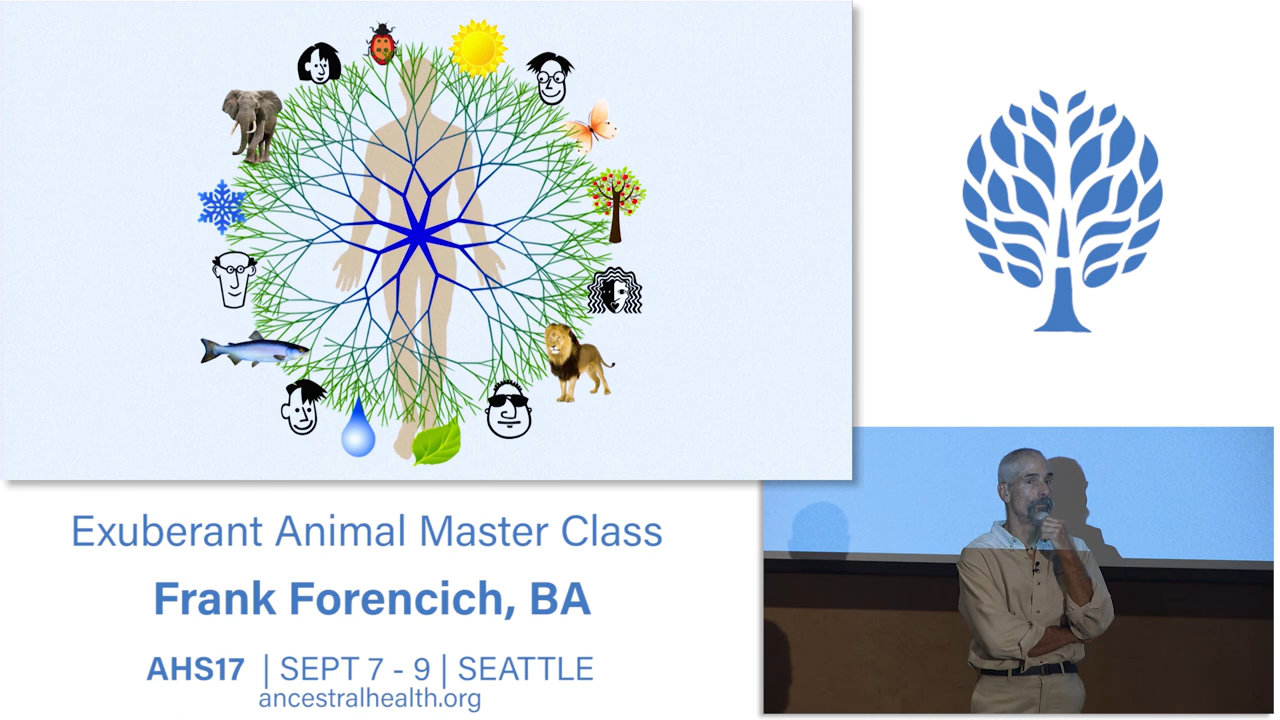 Exuberant Animal Master Class
Frank Forencich, BA
AHS17 | SEPT 7 - 9 | SEATTLE
ancestralhealth.org